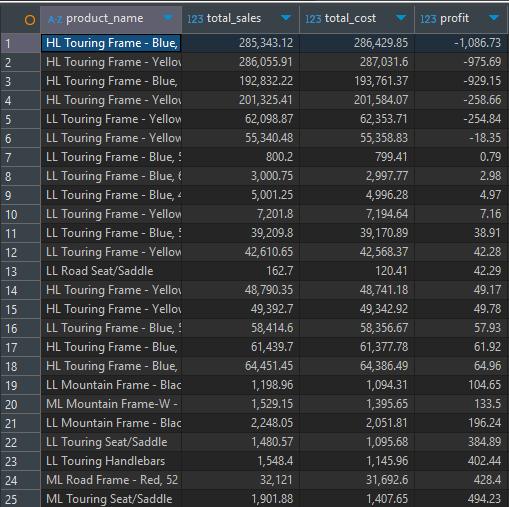 A-Z product_name 123 total_sales 123 total_cost 123 profit
1 HL Touring Frame - Blue, 285,343.12 286,429.85 -1,086.73
2 HL Touring Frame - Yellow 286,055.91 287,031.6 -975.69
3 HL Touring Frame - Blue, 192,832.22 193,761.37 -929.15
4 HL Touring Frame - Yellow 201,325.41 201,584.07 -258.66
5 LL Touring Frame - Yellow 62,098.87 62,353.71 -254.84
6 LL Touring Frame - Yellow 55,340.48 55,358.83 -18.35
7 LL Touring Frame - Blue, 5 800.2 799.41 0.79
8 LL Touring Frame - Blue, 6 3,000.75 2,997.77 2.98
9 LL Touring Frame - Blue, 4 5,001.25 4,996.28 4.97
10 LL Touring Frame - Yellow 7,201.8 7,194.64 7.16
11 LL Touring Frame - Blue, 5 39,209.8 39,170.89 38.91
12 LL Touring Frame - Yellow 42,610.65 42,568.37 42.28
13 LL Road Seat/Saddle 162.7 120.41 42.29
14 HL Touring Frame - Yellow 48,790.35 48,741.18 49.17
15 HL Touring Frame - Yellow 49,392.7 49,342.92 49.78
16 LL Touring Frame - Blue, 5 58,414.6 58,356.67 57.93
17 HL Touring Frame - Blue, 61,439.7 61,377.78 61.92
18 HL Touring Frame - Blue, 64,451.45 64,386.49 64.96
19 LL Mountain Frame - Blac 1,198.96 1,094.31 104.65
20 ML Mountain Frame-W - 1,529.15 1,395.65 133.5
21 LL Mountain Frame - Blac 2,248.05 2,051.81 196.24
22 LL Touring Seat/Saddle 1,480.57 1,095.68 384.89
23 LL Touring Handlebars 1,548.4 1,145.96 402.44
24 ML Road Frame - Red, 52 32,121 31,692.6 428.4
25 ML Touring Seat/Saddle 1,901.88 1,407.65 494.23